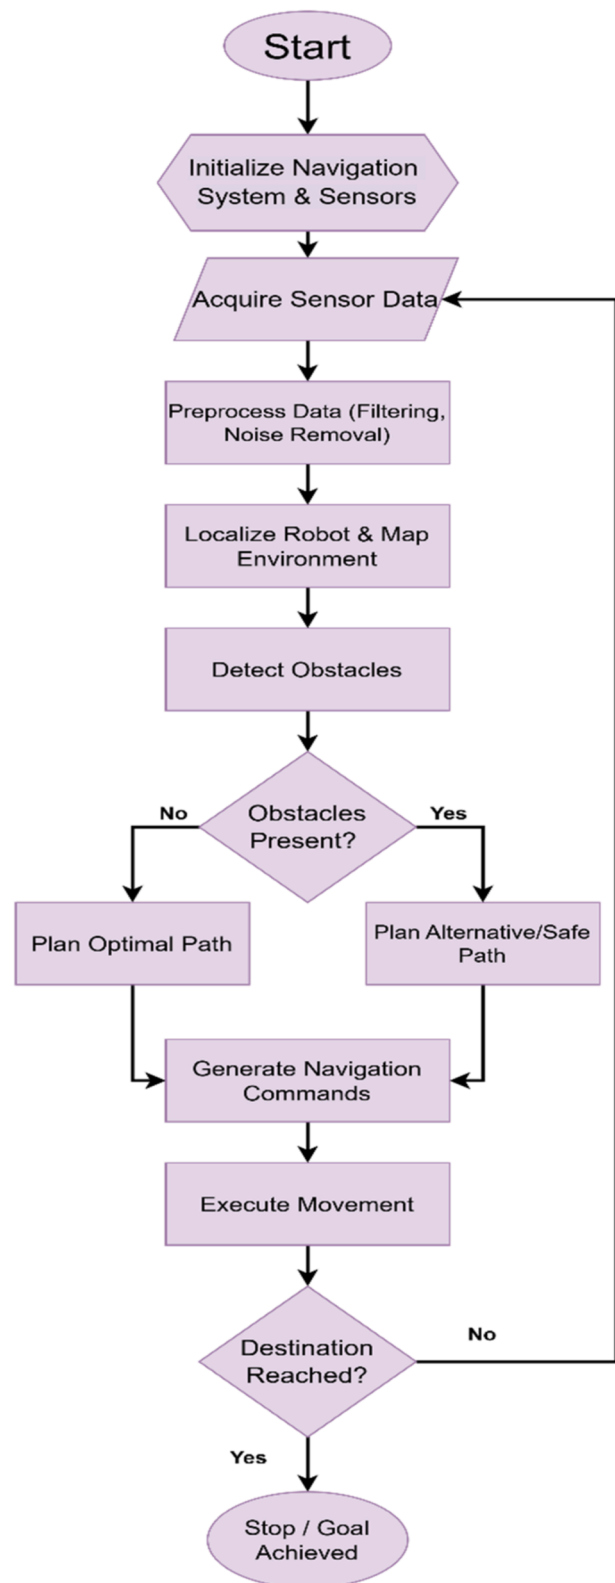 Start
Initialize Navigation
System & Sensors
Acquire Sensor Data
Preprocess Data (Filtering,
Noise Removal)
Localize Robot & Map
Environment
Detect Obstacles
Obstacles
Present?
No
Yes
Plan Optimal Path
Plan Alternative/Safe
Path
Generate Navigation
Commands
Execute Movement
Destination
Reached?
No
Yes
Stop / Goal
Achieved